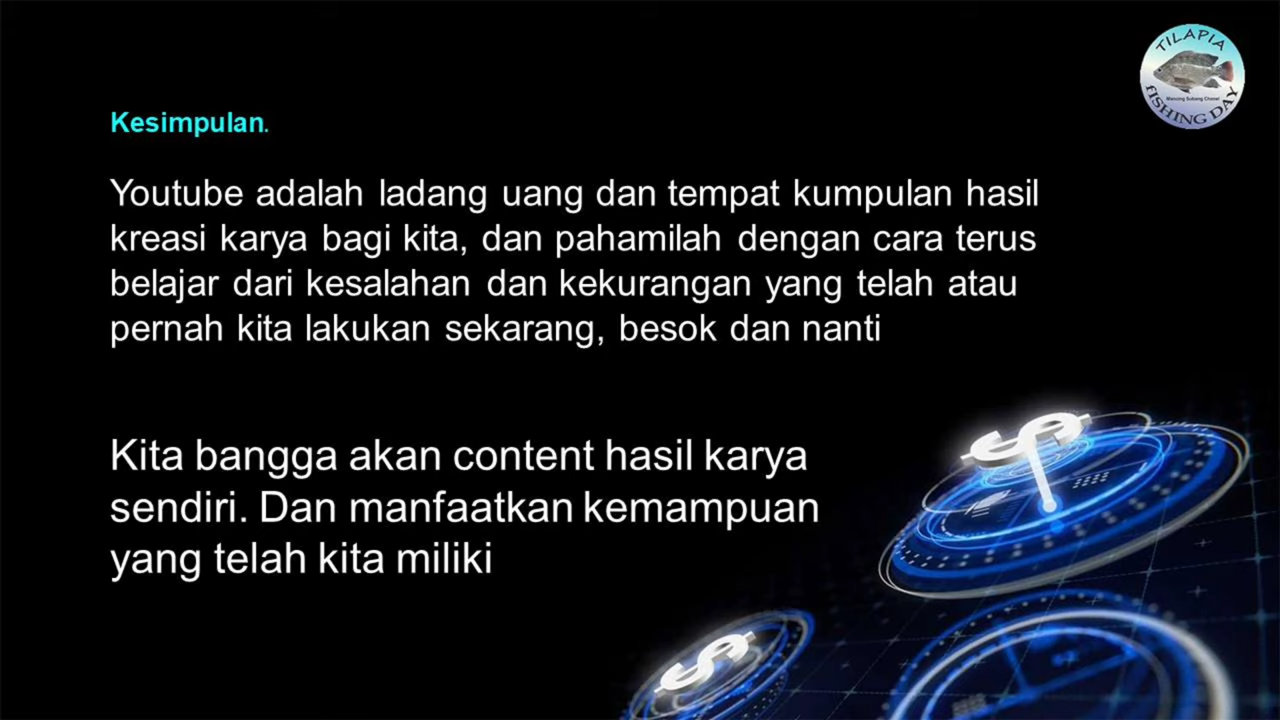 TILAPIA
FISHING DAY
Kesimpulan.
Youtube adalah ladang uang dan tempat kumpulan hasil
kreasi karya bagi kita, dan pahamilah dengan cara terus
belajar dari kesalahan dan kekurangan yang telah atau
pernah kita lakukan sekarang, besok dan nanti
Kita bangga akan content hasil karya
sendiri. Dan manfaatkan kemampuan
yang telah kita miliki